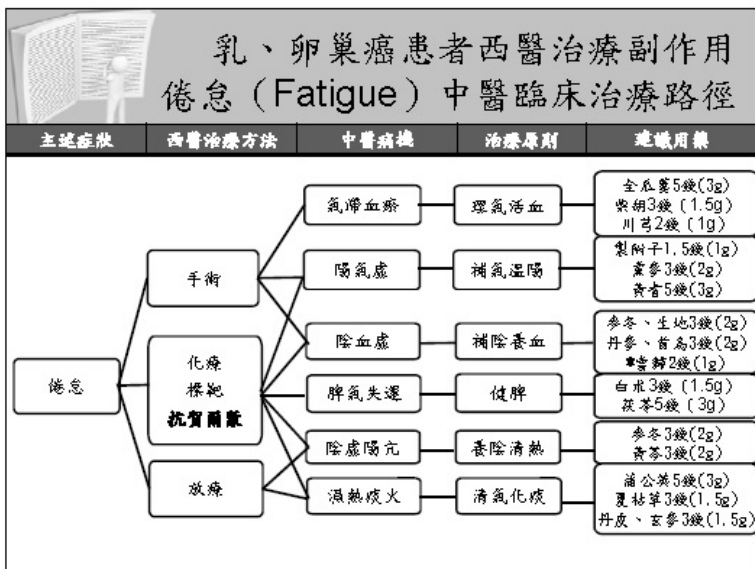 乳、卵巢癌患者西醫治療副作用
倦怠（Fatigue）中醫臨床治療路徑
主述症狀 西醫治療方法 中醫病機 治療原則 建議用藥
倦怠
手術
化療
標靶
抗賀爾蒙
放療
氣滯血瘀 理氣活血
全瓜蔞5錢(3g)
柴胡3錢(1.5g)
川芎2錢(1g)
陽氣虛 補氣溫陽
製附子1.5錢(1g)
黨參3錢(2g)
黃耆5錢(3g)
陰血虛 補陰養血
麥冬、生地3錢(2g)
丹參、首烏3錢(2g)
2錢(1g)
脾氣失運 健脾
白朮3錢(1.5g)
茯苓5錢(3g)
陰虛陽亢 養陰清熱
麥冬3錢(2g)
黃芩3錢(2g)
濕熱痰火 清氣化痰
蒲公英5錢(3g)
夏枯草3錢(1.5g)
丹皮、玄參3錢(1.5g)